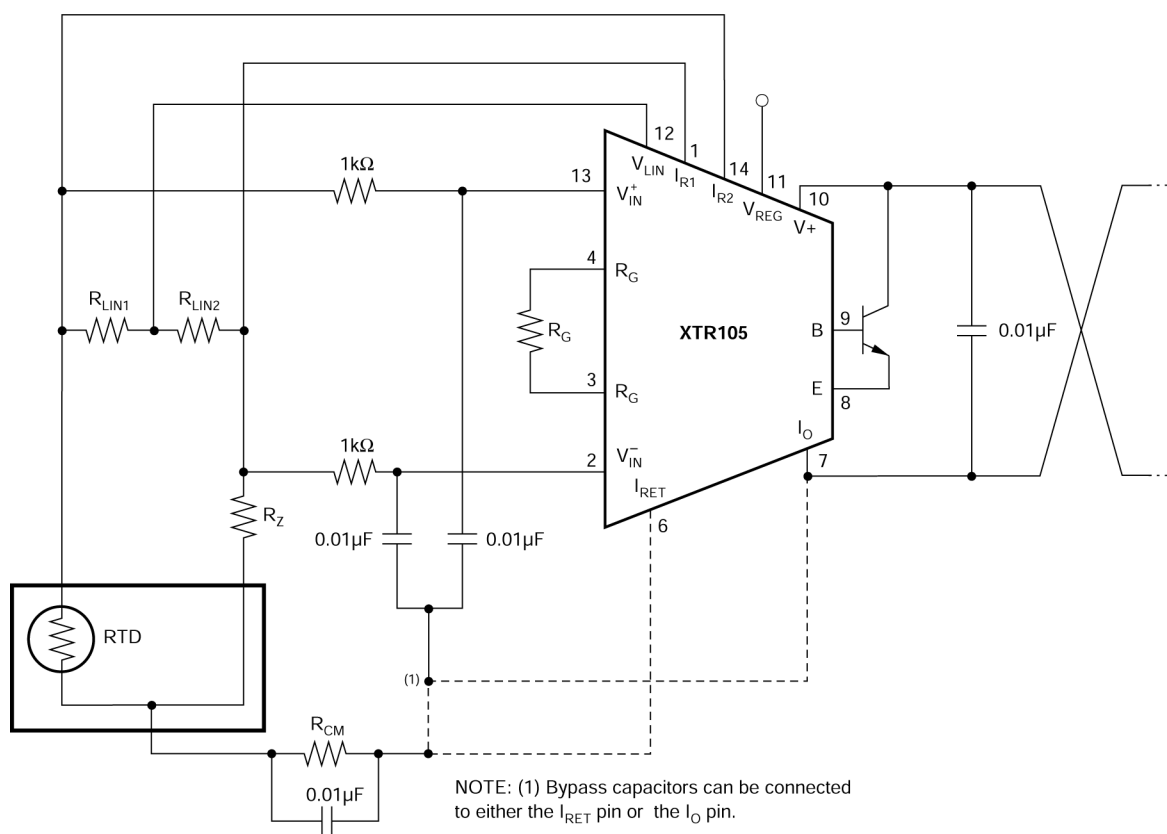 12
1
14
11
10
1kΩ
13
V_LIN
I_R1
I_R2
V_REG
V+
V⁺_IN
4
R_G
R_LIN1
R_LIN2
R_G
XTR105
B
9
0.01µF
3
R_G
E
8
1kΩ
I_O
7
2
V⁻_IN
I_RET
6
R_Z
0.01µF
0.01µF
RTD
(1)
R_CM
0.01µF
NOTE: (1) Bypass capacitors can be connected
to either the I_RET pin or the I_O pin.